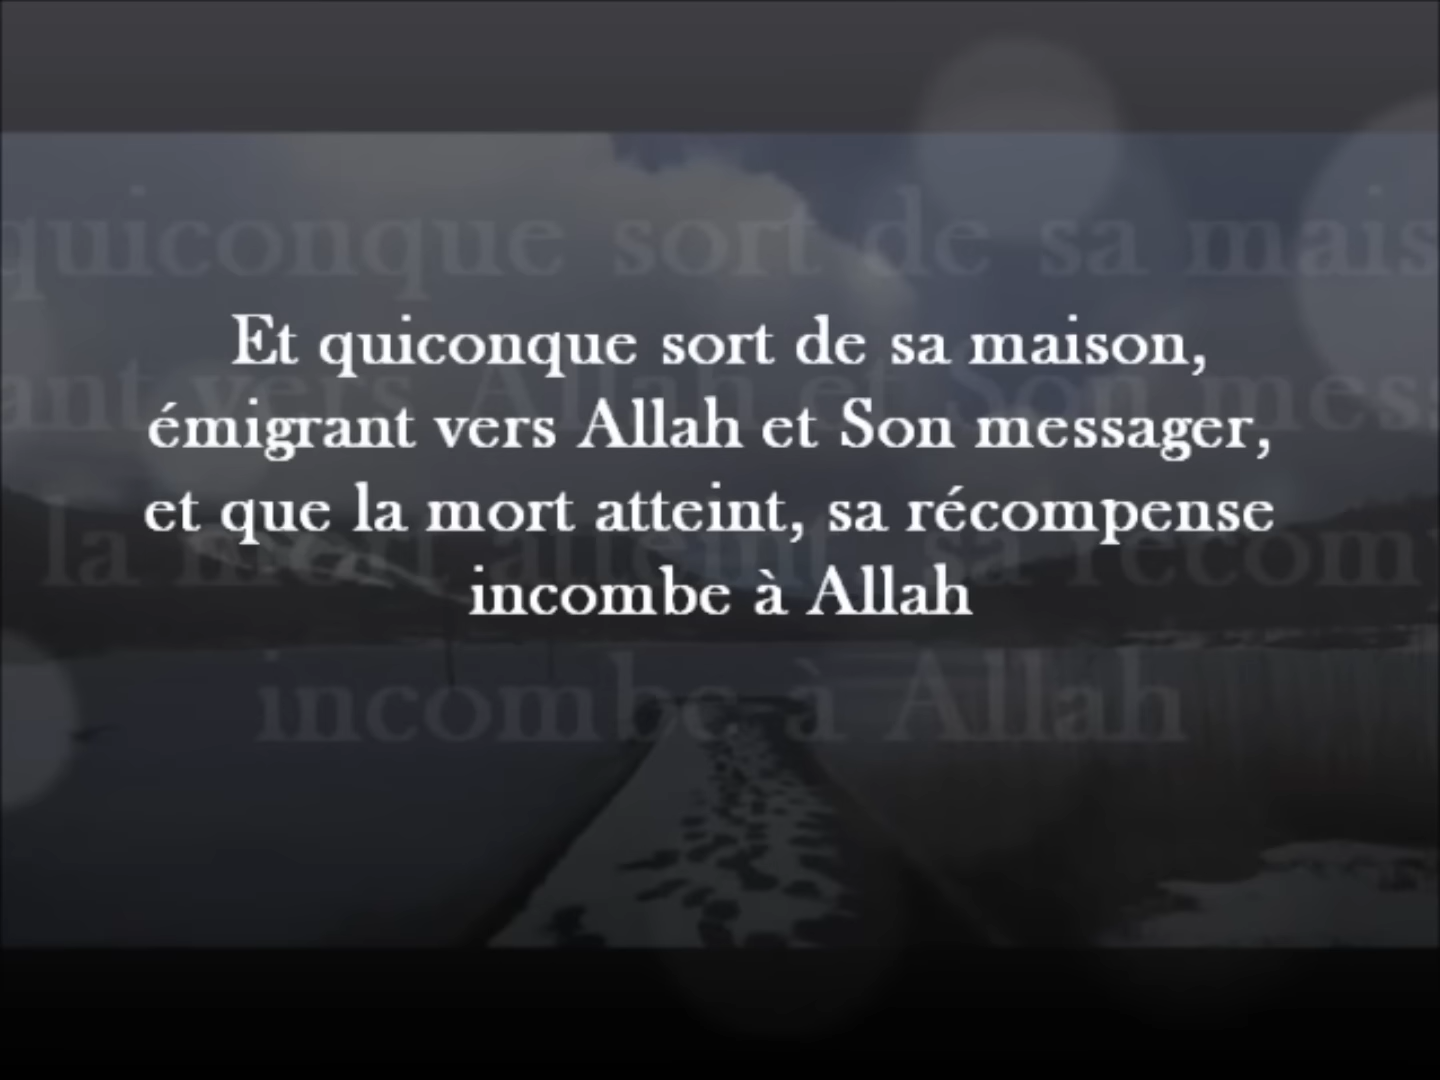 Et quiconque sort de sa maison,
émigrant vers Allah et Son messager,
et que la mort atteint, sa récompense
incombe à Allah